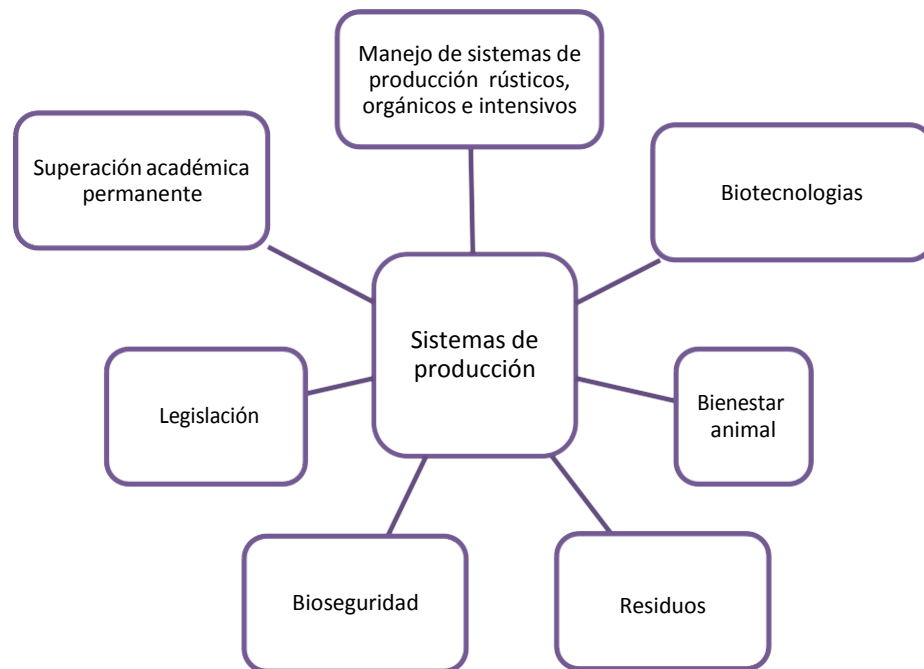 Manejo de sistemas de
producción rústicos,
orgánicos e intensivos
Superación académica
permanente
Biotecnologias
Sistemas de
producción
Legislación
Bienestar
animal
Bioseguridad
Residuos